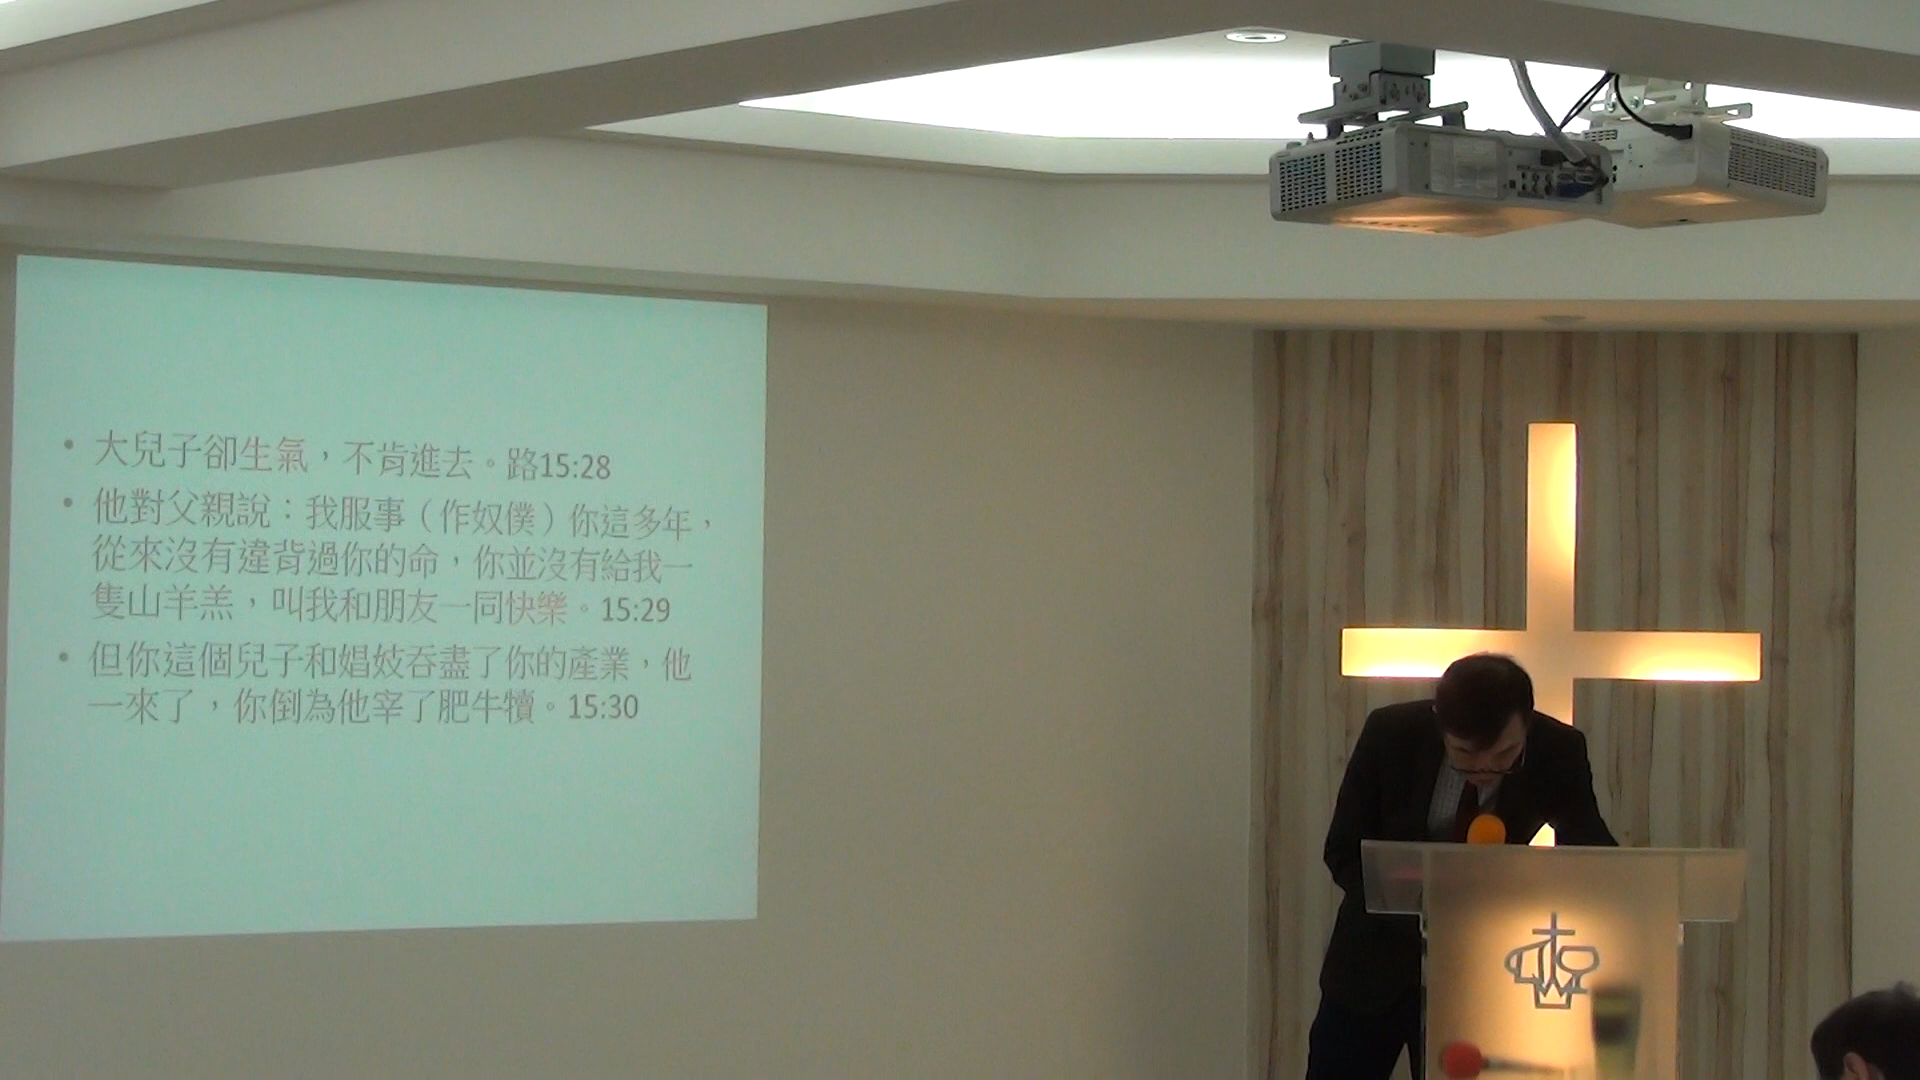 • 大兒子卻生氣，不肯進去。路15:28
• 他對父親說：我服事（作奴僕）你這多年，
從來沒有違背過你的命，你並沒有給我一
隻山羊羔，叫我和朋友一同快樂。15:29
• 但你這個兒子和娼妓吞盡了你的產業，他
一來了，你倒為他宰了肥牛犢。15:30